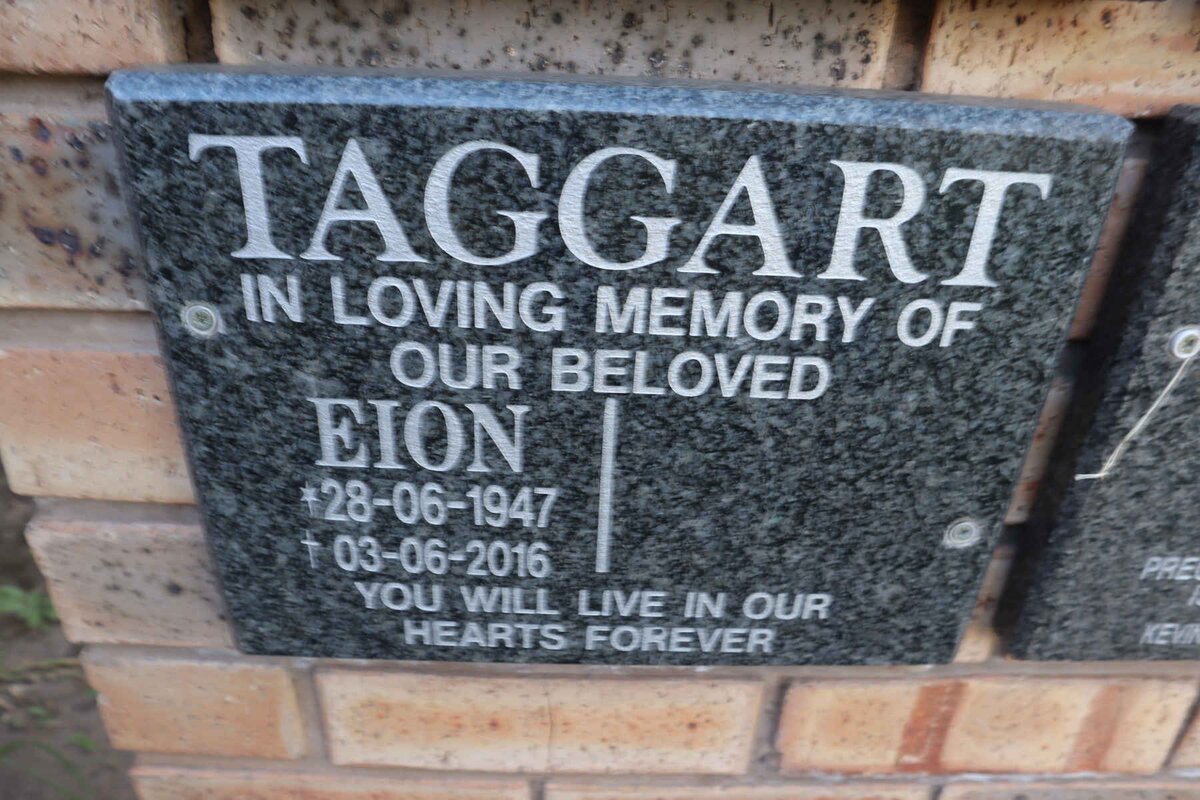 TAGGART
IN LOVING MEMORY OF
OUR BELOVED
EION
*28-06-1947
† 03-06-2016
YOU WILL LIVE IN OUR
HEARTS FOREVER
KEVIN